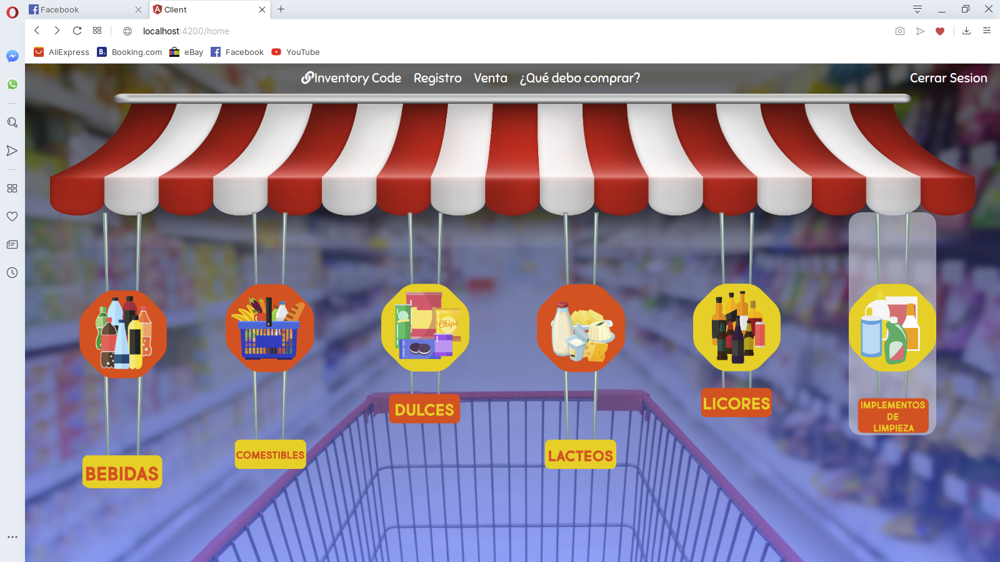 Facebook
Client
localhost:4200/home
AliExpress
B. Booking.com
eBay
Facebook
YouTube
Inventory Code
Registro
Venta
¿Qué debo comprar?
Cerrar Sesion
Chips
BEBIDAS
COMESTIBLES
DULCES
LACTEOS
LICORES
IMPLEMENTOS
DE
LIMPIEZA